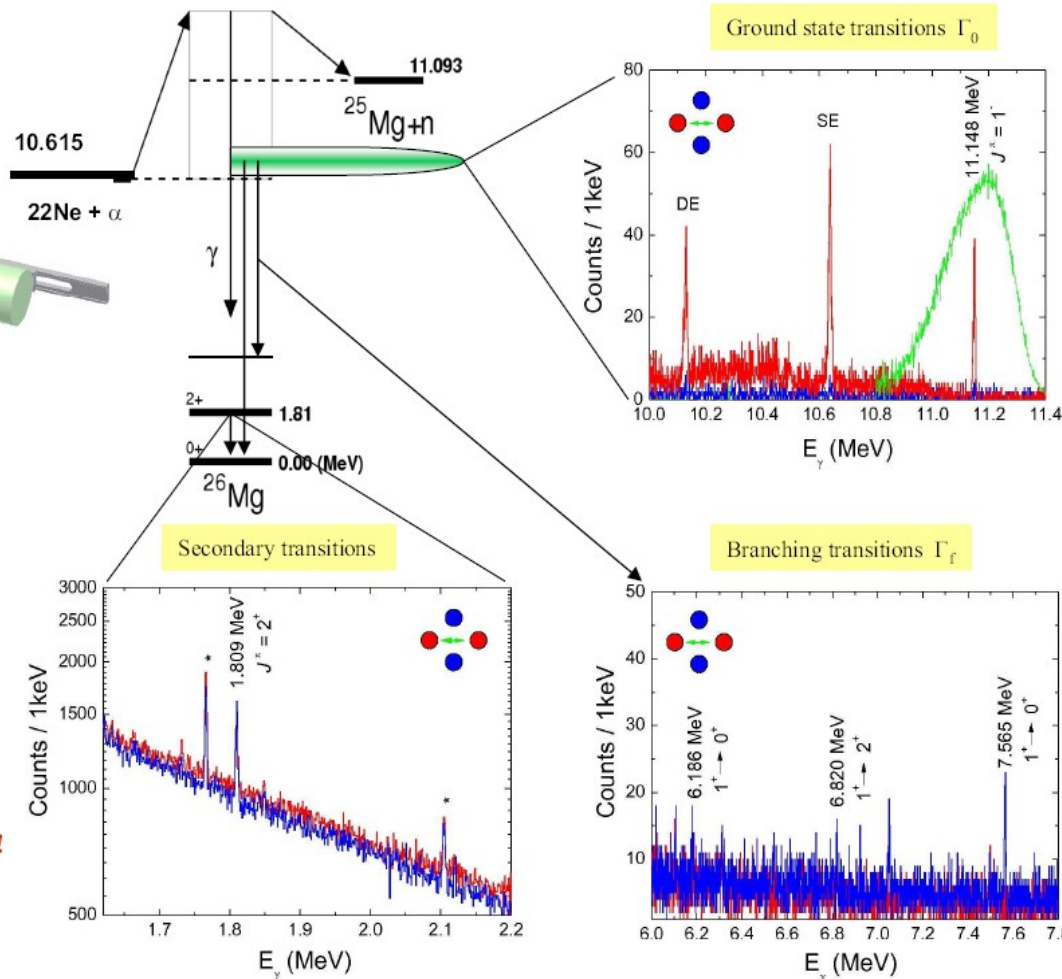 Ground state transitions Γ₀
80
60
40
20
0
10.0 10.2 10.4 10.6 10.8 11.0 11.2 11.4
Counts / 1keV
Eγ (MeV)
DE
SE
11.148 MeV
Jπ = 1⁻
11.093
²⁵Mg+n
10.615
22Ne + α
γ
2+
1.81
0+
0.00 (MeV)
²⁶Mg
Secondary transitions
3000
2500
2000
1500
1000
500
1.7 1.8 1.9 2.0 2.1 2.2
Counts / 1keV
Eγ (MeV)
*
1.809 MeV
Jπ = 2⁺
*
Branching transitions Γf
50
40
30
20
10
6.0 6.2 6.4 6.6 6.8 7.0 7.2 7.4 7.6
Counts / 1keV
(MeV)
6.186 MeV
1⁺→0⁺
6.820 MeV
1⁺→2⁺
7.565 MeV
1⁺→0⁺